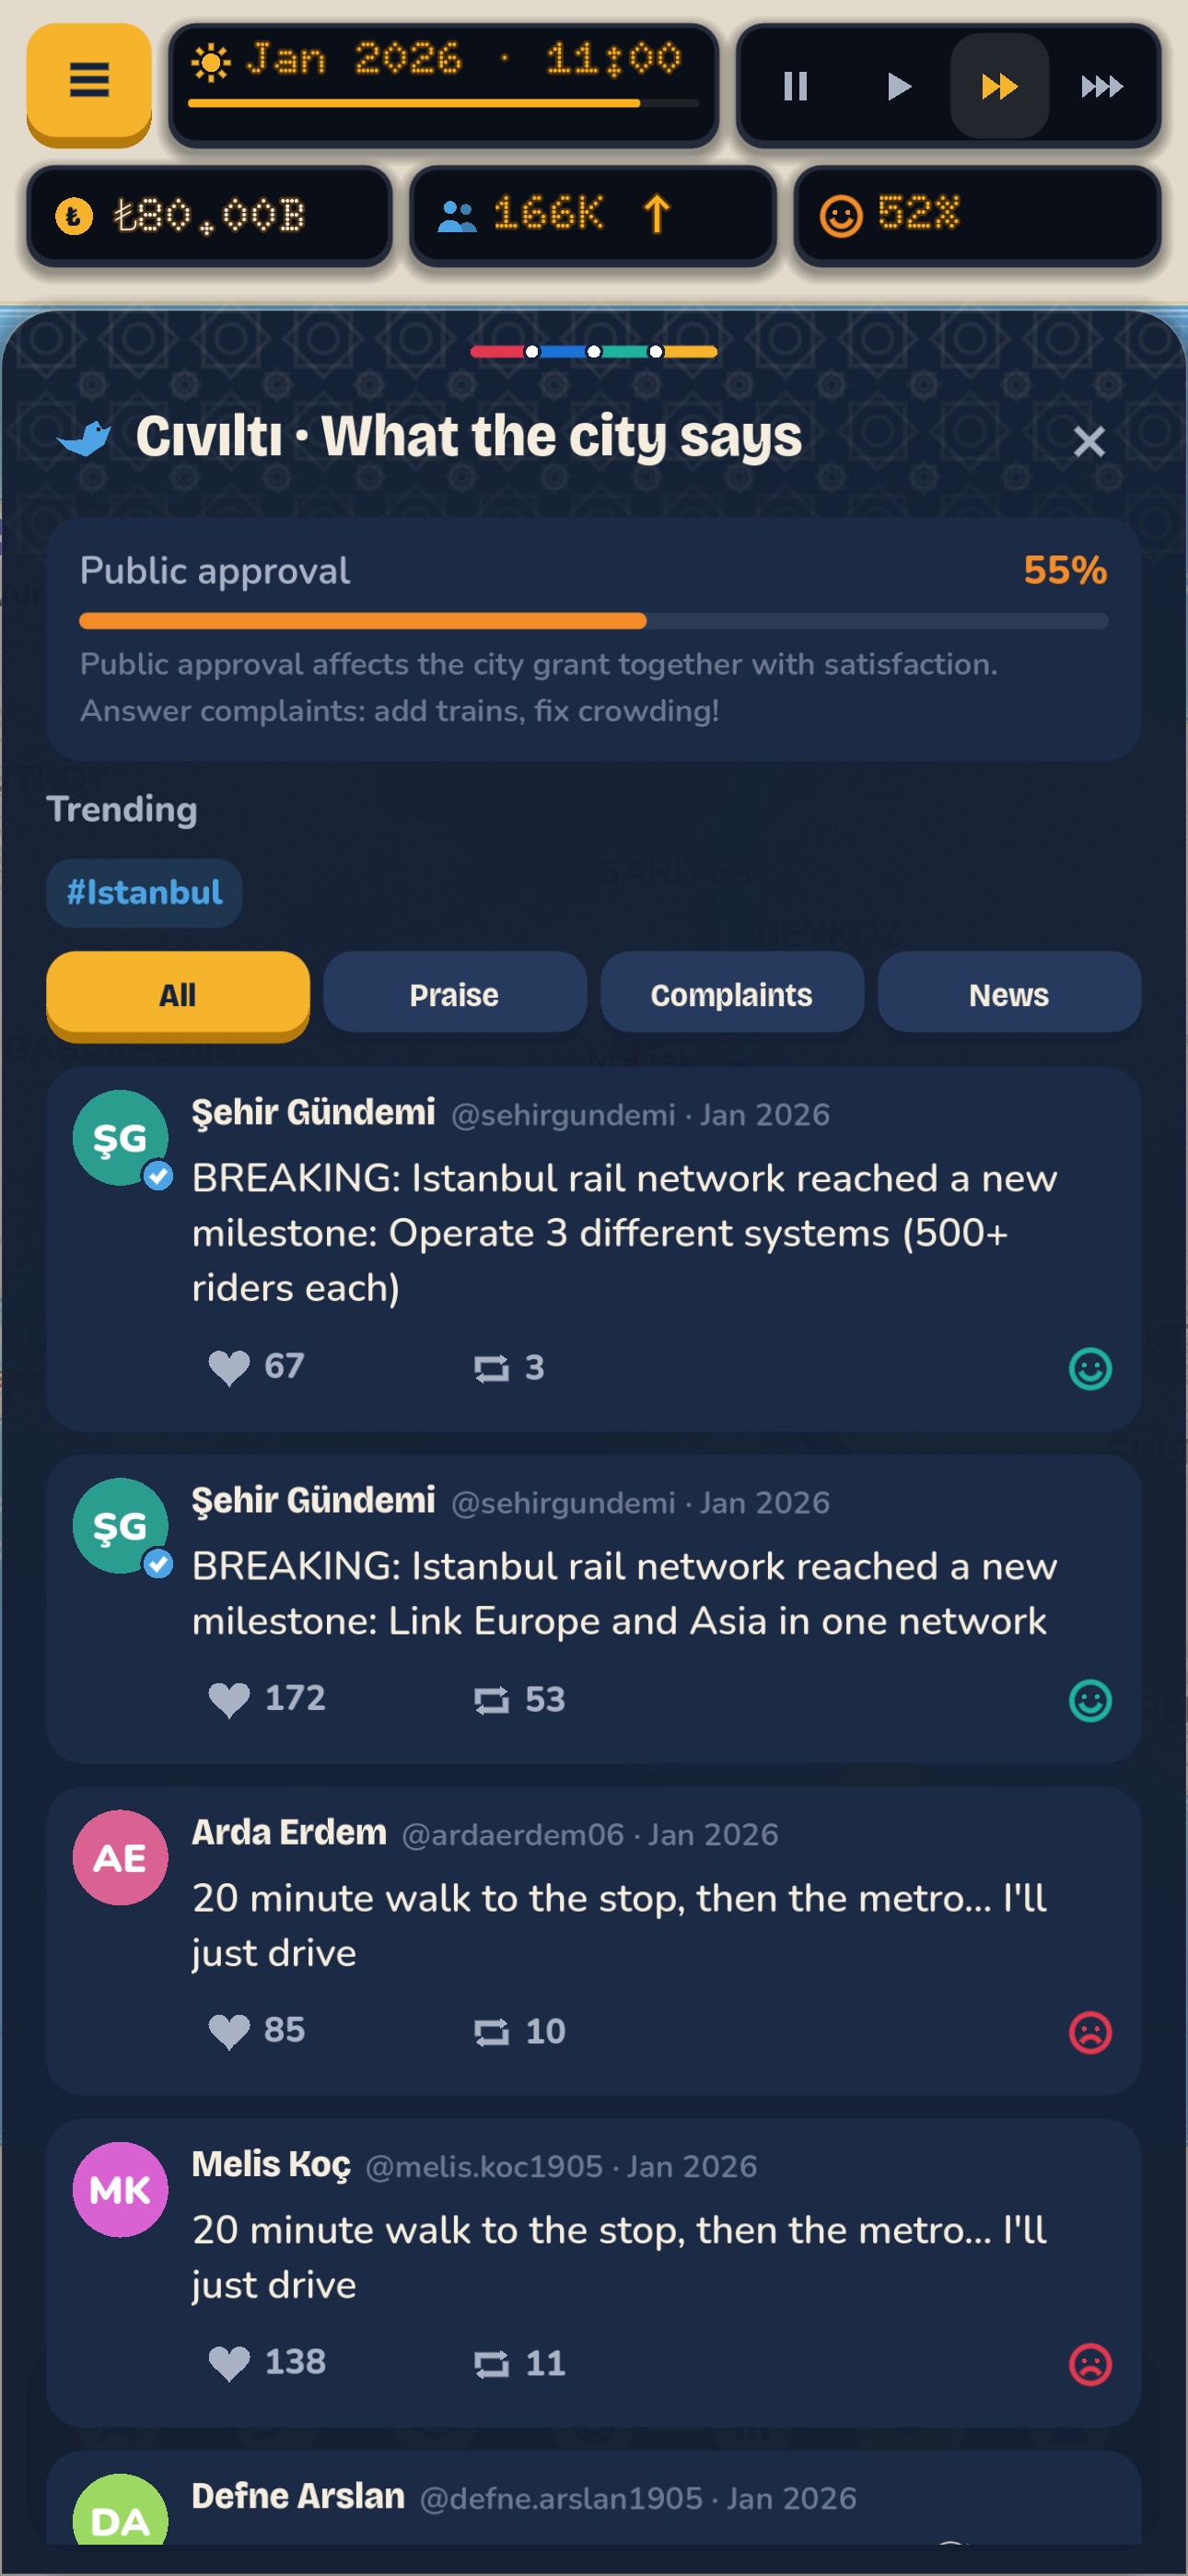 Jan 2026 · 11:00
₺80.00B
166K ↑
52%
Cıvıltı · What the city says
Public approval
55%
Public approval affects the city grant together with satisfaction.
Answer complaints: add trains, fix crowding!
Trending
#Istanbul
All
Praise
Complaints
News
ŞG
Şehir Gündemi @sehirgundemi · Jan 2026
BREAKING: Istanbul rail network reached a new
milestone: Operate 3 different systems (500+
riders each)
67
3
ŞG
Şehir Gündemi @sehirgundemi · Jan 2026
BREAKING: Istanbul rail network reached a new
milestone: Link Europe and Asia in one network
172
53
AE
Arda Erdem @ardaerdem06 · Jan 2026
20 minute walk to the stop, then the metro... I'll
just drive
85
10
MK
Melis Koç @melis.koc1905 · Jan 2026
20 minute walk to the stop, then the metro... I'll
just drive
138
11
DA
Defne Arslan @defne.arslan1905 · Jan 2026
SARIYER
BEYKOZ
BAŞAKŞEHİR